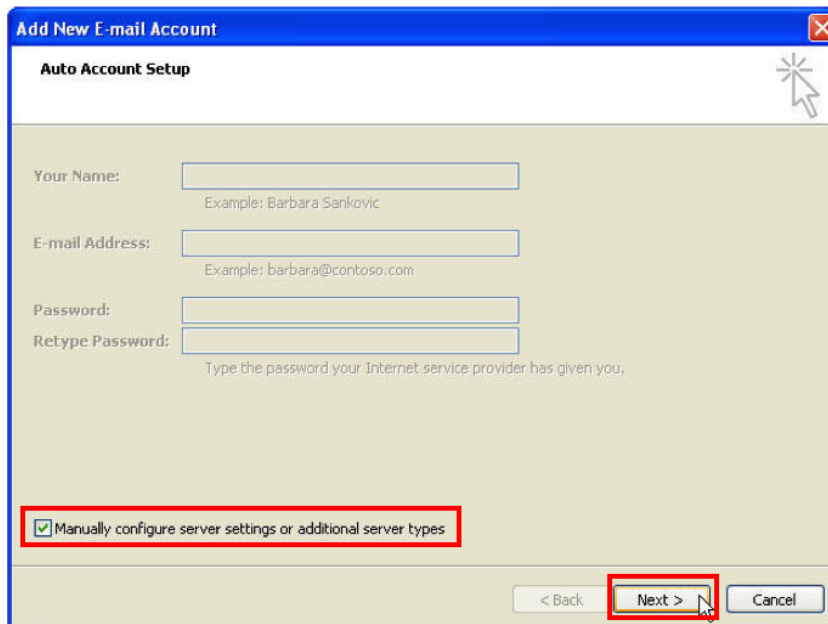 Add New E-mail Account
Auto Account Setup
Your Name:
Example: Barbara Sankovic
E-mail Address:
Example: barbara@contoso.com
Password:
Retype Password:
Type the password your Internet service provider has given you.
Manually configure server settings or additional server types
< Back Next > Cancel